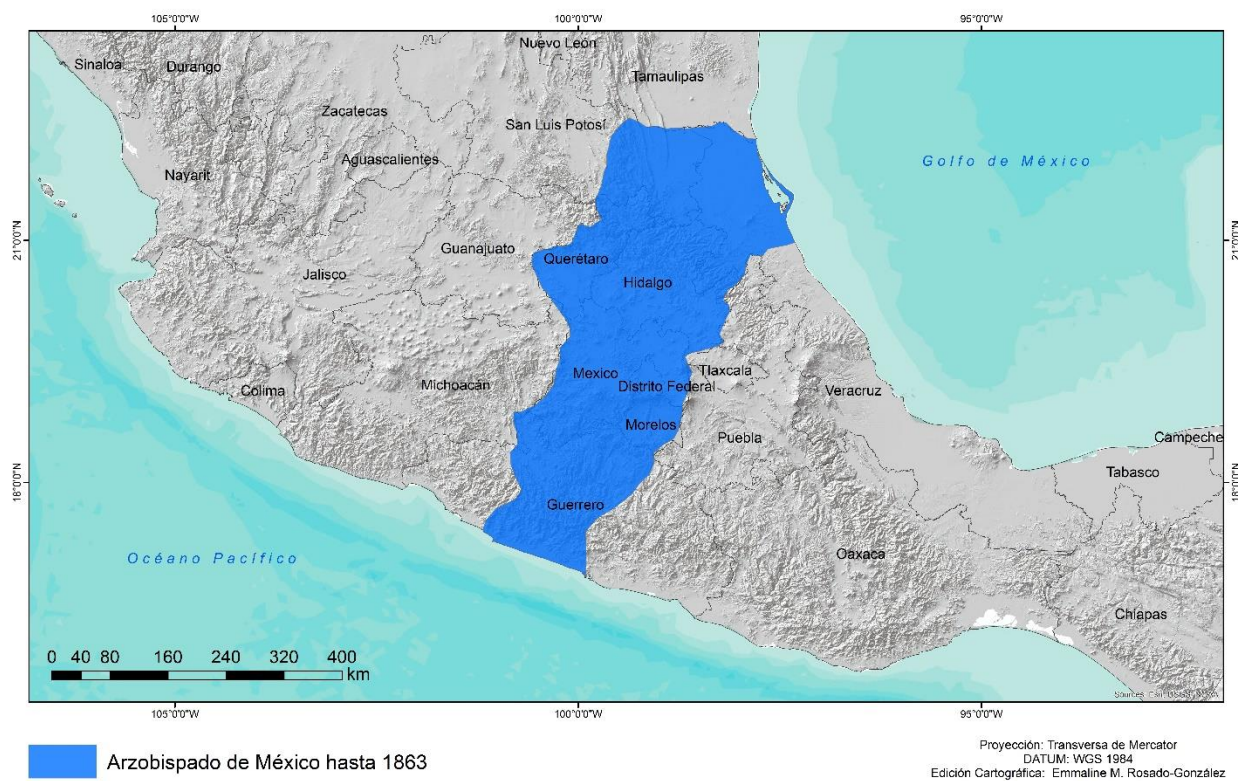 105°0'0"W
100°0'0"W
95°0'0"W
Nuevo León
Sinaloa
Durango
Tamaulipas
Zacatecas
San Luis Potosí
Aguascalientes
Golfo de México
Nayarit
21°0'0"N
21°0'0"N
Guanajuato
Querétaro
Jalisco
Hidalgo
Mexico
Tlaxcala
Distrito Federal
Colima
Michoacán
Veracruz
Morelos
Puebla
Campeche
Tabasco
18°0'0"N
18°0'0"N
Guerrero
Océano Pacífico
Oaxaca
Chiapas
0 40 80 160 240 320 400
km
Sources: Esri, USGS, NOAA
105°0'0"W
100°0'0"W
95°0'0"W
Arzobispado de México hasta 1863
Proyección: Transversa de Mercator
DATUM: WGS 1984
Edición Cartográfica: Emmaline M. Rosado-González